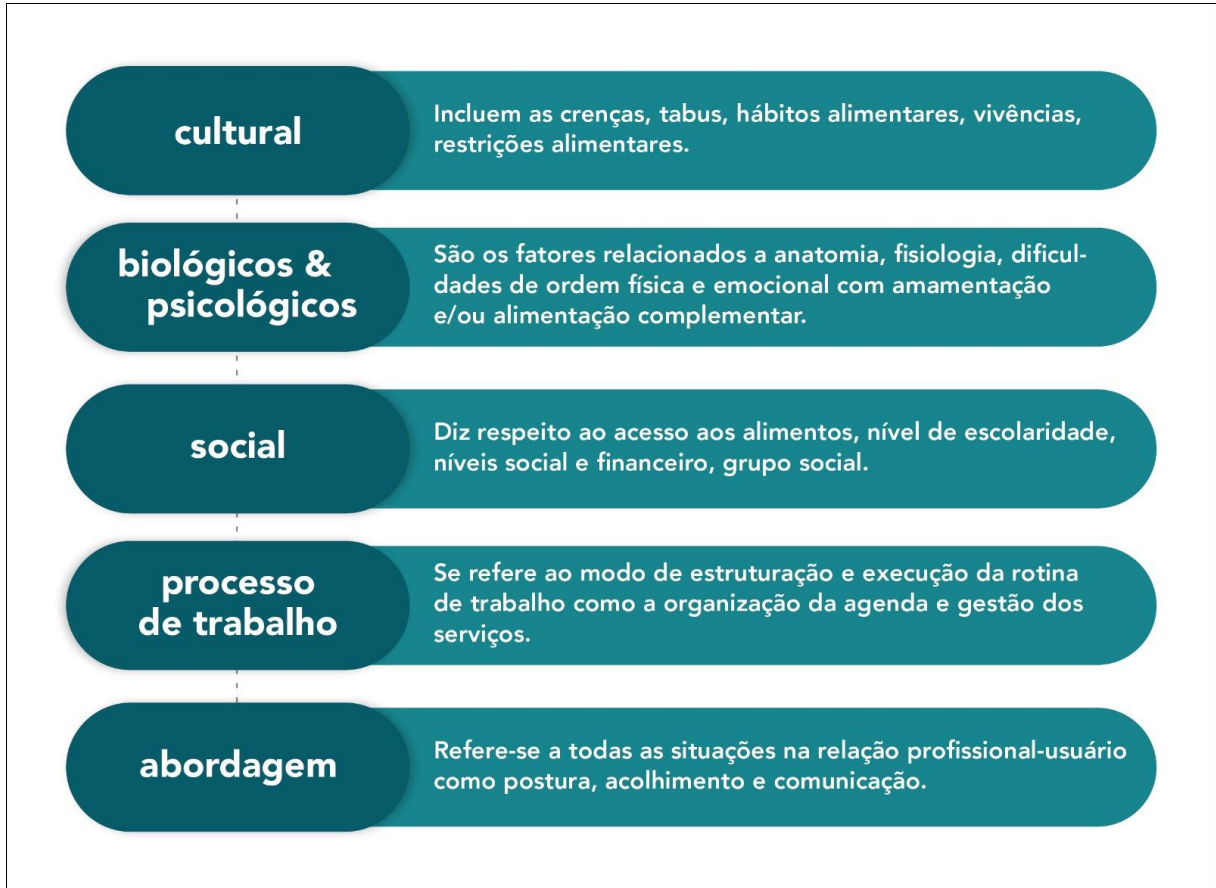 cultural
Incluem as crenças, tabus, hábitos alimentares, vivências,
restrições alimentares.
biológicos &
psicológicos
São os fatores relacionados a anatomia, fisiologia, dificul-
dades de ordem física e emocional com amamentação
e/ou alimentação complementar.
social
Diz respeito ao acesso aos alimentos, nível de escolaridade,
níveis social e financeiro, grupo social.
processo
de trabalho
Se refere ao modo de estruturação e execução da rotina
de trabalho como a organização da agenda e gestão dos
serviços.
abordagem
Refere-se a todas as situações na relação profissional-usuário
como postura, acolhimento e comunicação.